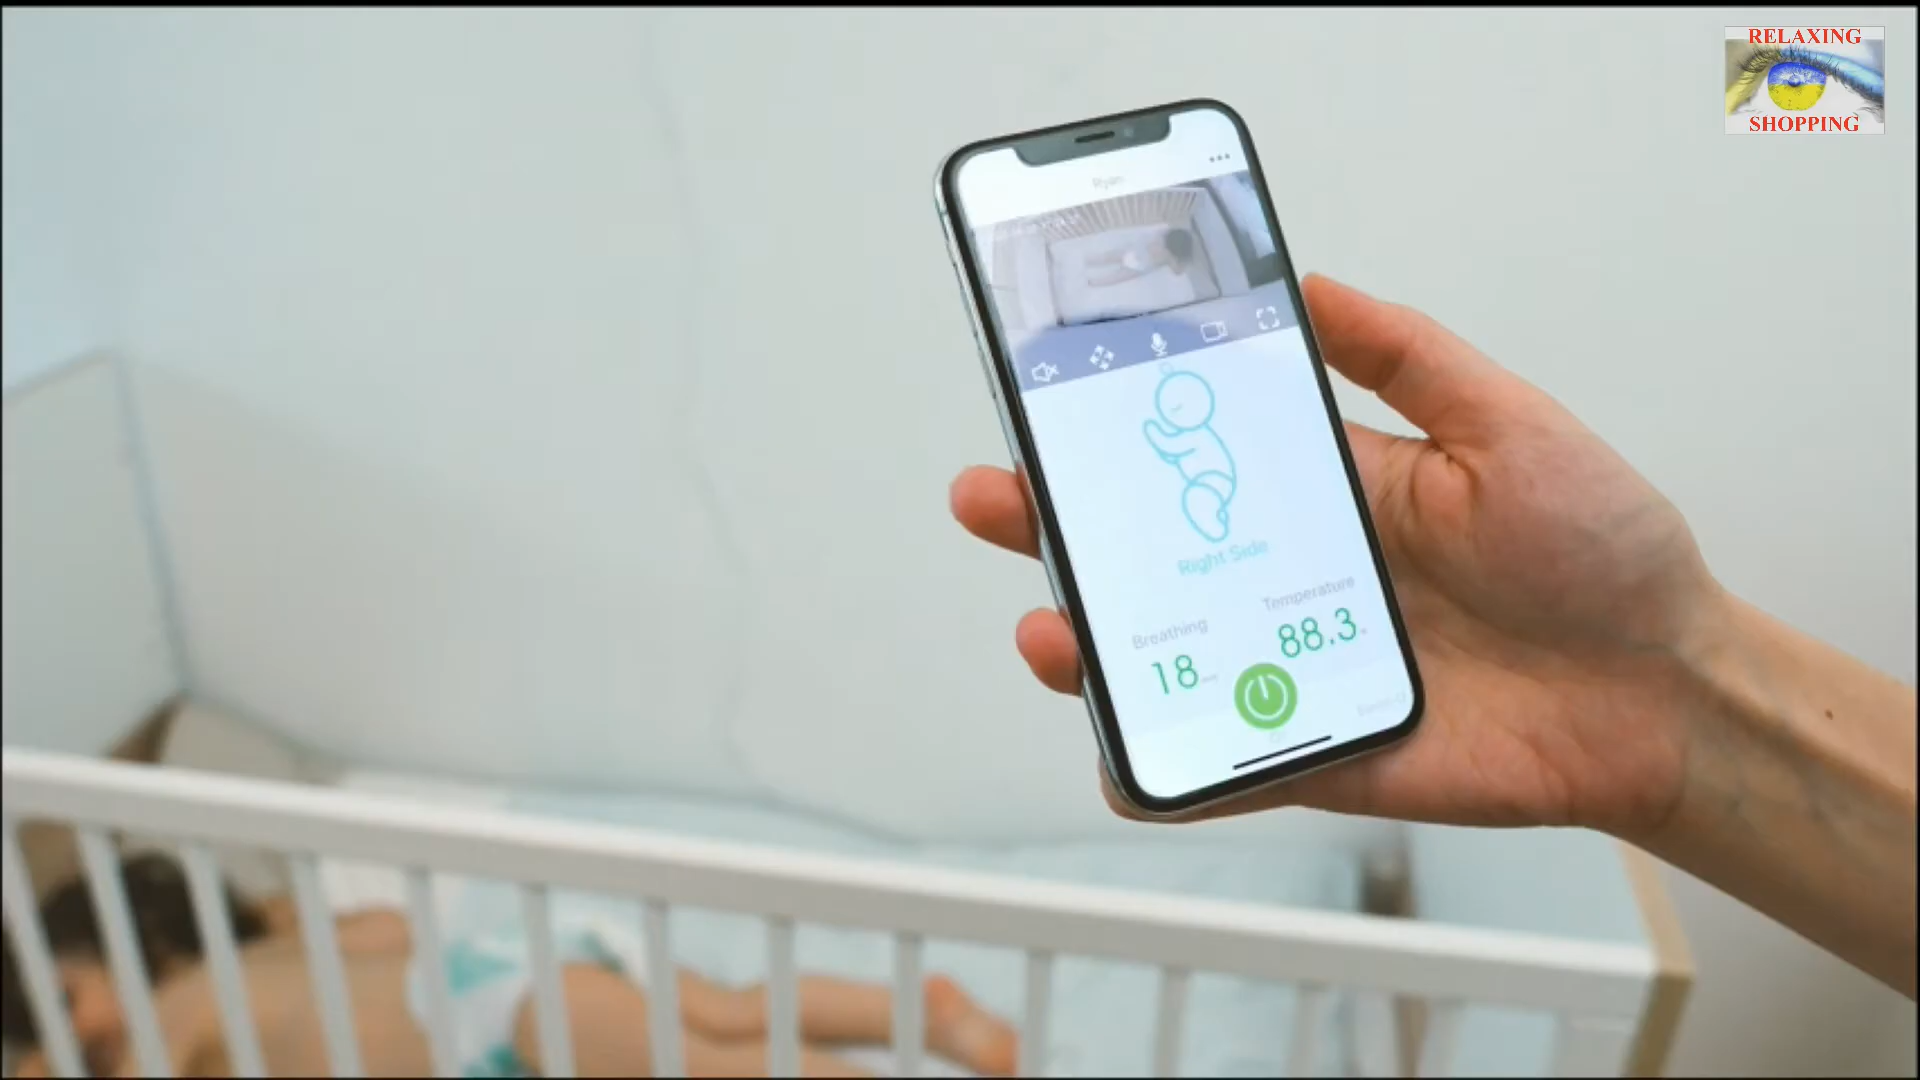 RELAXING
SHOPPING
Ryan
Right Side
Breathing
18
Temperature
88.3